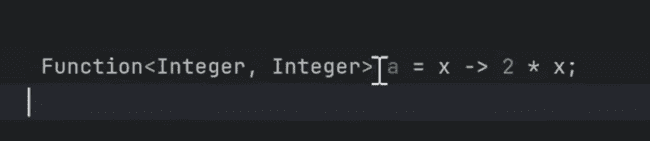 Function<Integer, Integer> a = x -> 2 * x;